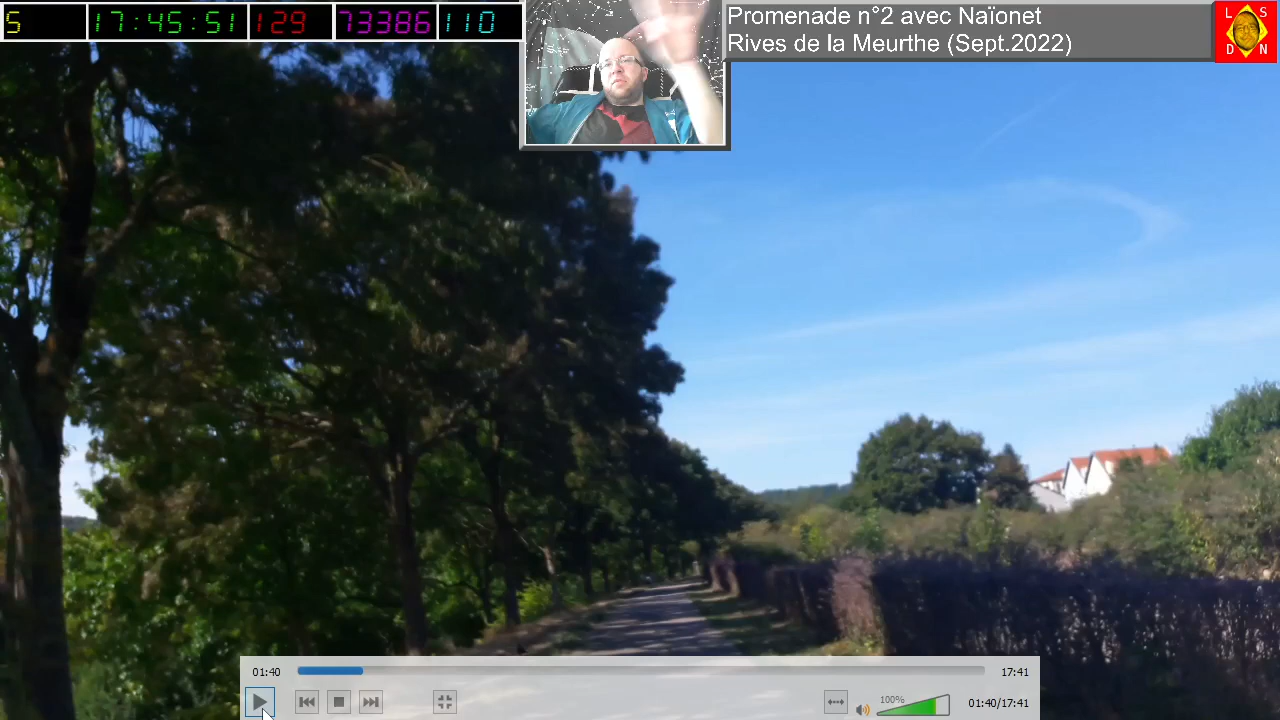 5 17:45:51 129 73386 110
Promenade n°2 avec Naïonet
Rives de la Meurthe (Sept.2022)
L S
D N
01:40 17:41
100%
01:40/17:41